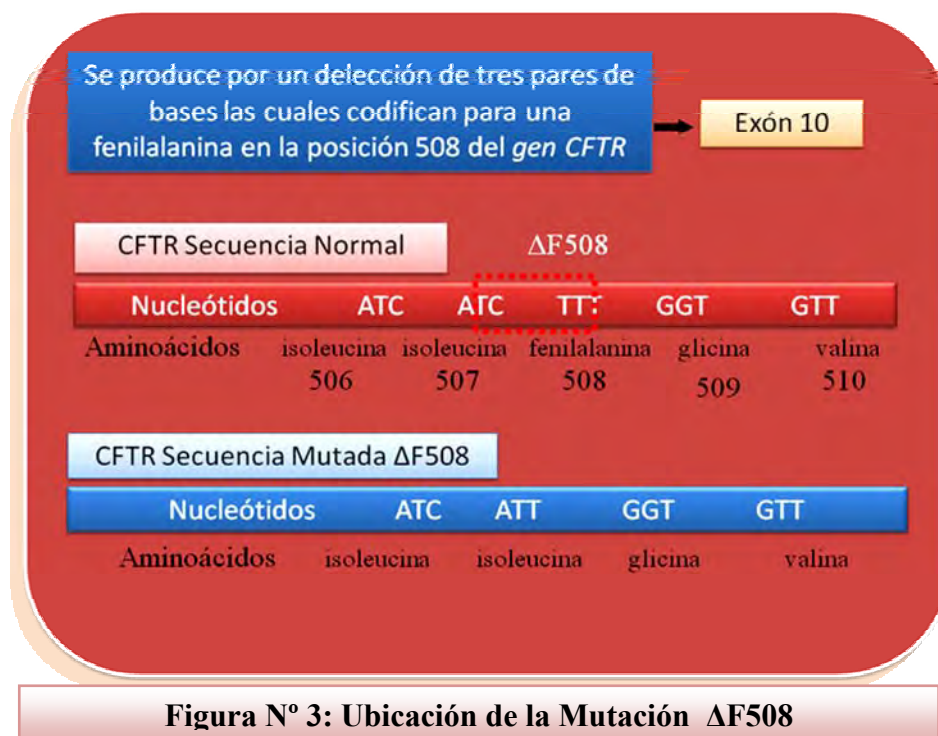 Se produce por un delección de tres pares de
bases las cuales codifican para una
fenilalanina en la posición 508 del gen CFTR
Exón 10
CFTR Secuencia Normal
ΔF508
Nucleótidos ATC ATC TTT GGT GTT
Aminoácidos isoleucina isoleucina fenilalanina glicina valina
506 507 508 509 510
CFTR Secuencia Mutada ΔF508
Nucleótidos ATC ATT GGT GTT
Aminoácidos isoleucina isoleucina glicina valina
Figura Nº 3: Ubicación de la Mutación ΔF508